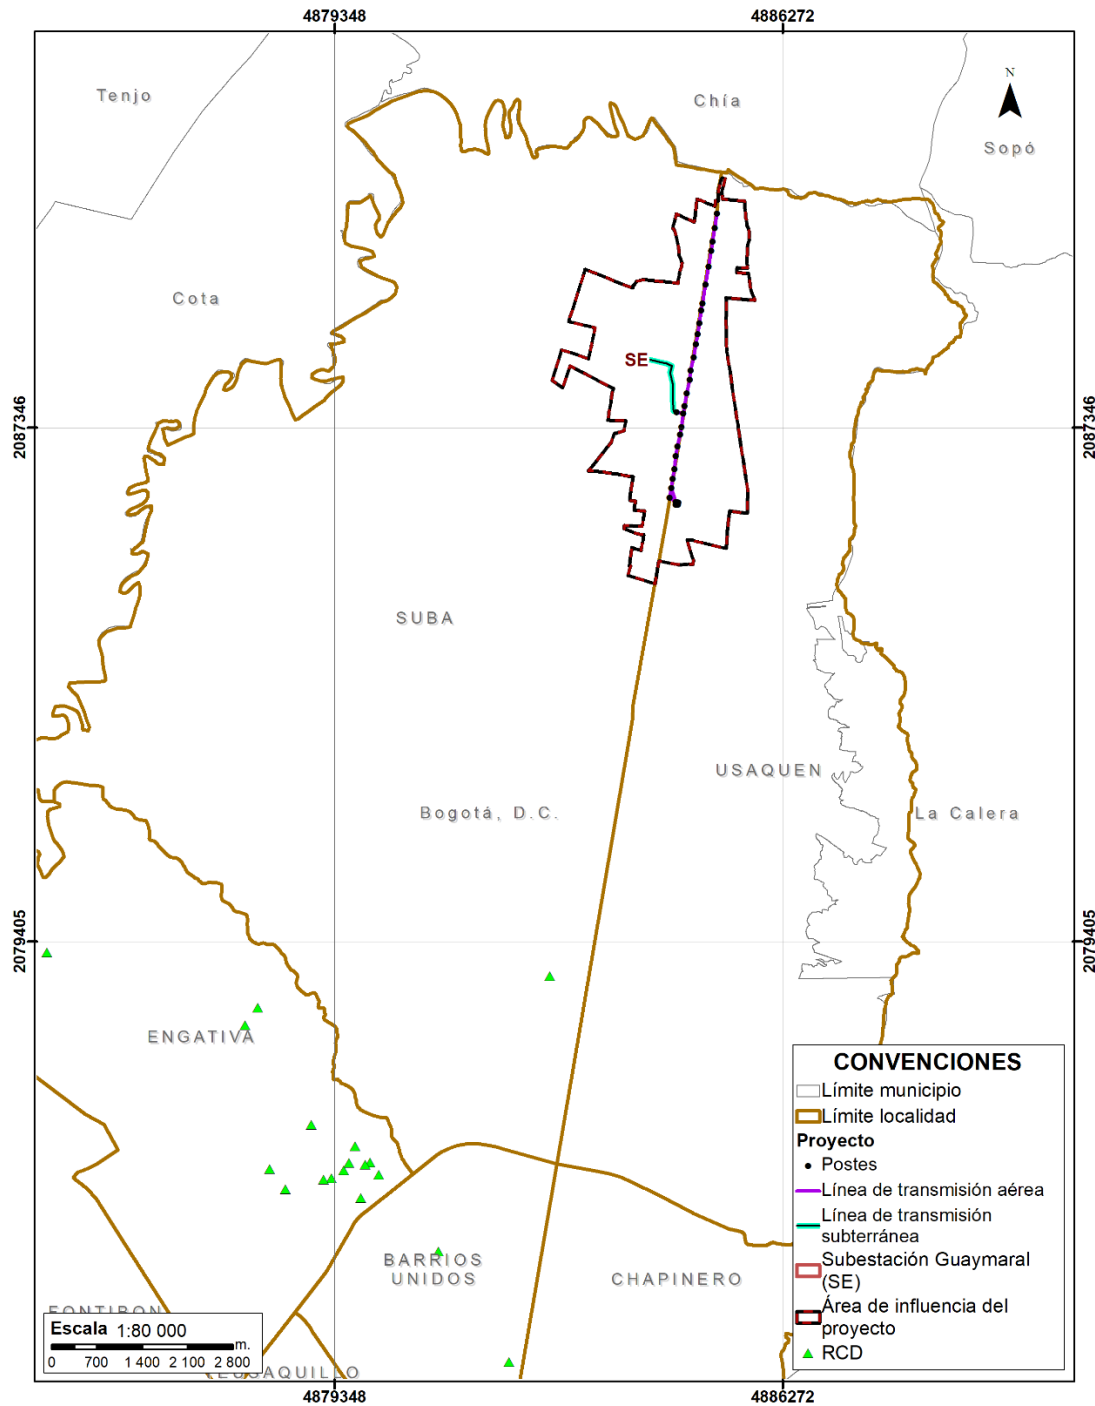 4879348
4886272
Tenjo
Chía
N
Sopó
Cota
SE
2087346
2087346
SUBA
USAQUEN
Bogotá, D.C.
La Calera
2079405
2079405
ENGATIVA
BARRIOS
UNIDOS
CHAPINERO
FONTIBON
Escala 1:80 000
m.
0 700 1 400 2 100 2 800
EUSAQUILLO
CONVENCIONES
Límite municipio
Límite localidad
Proyecto
Postes
Línea de transmisión aérea
Línea de transmisión
subterránea
Subestación Guaymaral
(SE)
Área de influencia del
proyecto
RCD
4879348
4886272